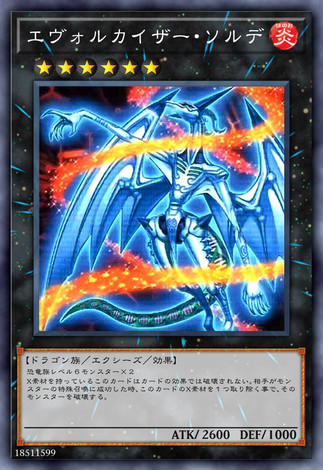 エヴォルカイザー・ソルデ
炎
【ドラゴン族／エクシーズ／効果】
恐竜族レベル６モンスター×２
X素材を持っているこのカードはカードの効果では破壊されない。相手がモン
スターの特殊召喚に成功した時、このカードのX素材を１つ取り除く事で、その
モンスターを破壊する。
ATK/ 2600 DEF/1000
18511599